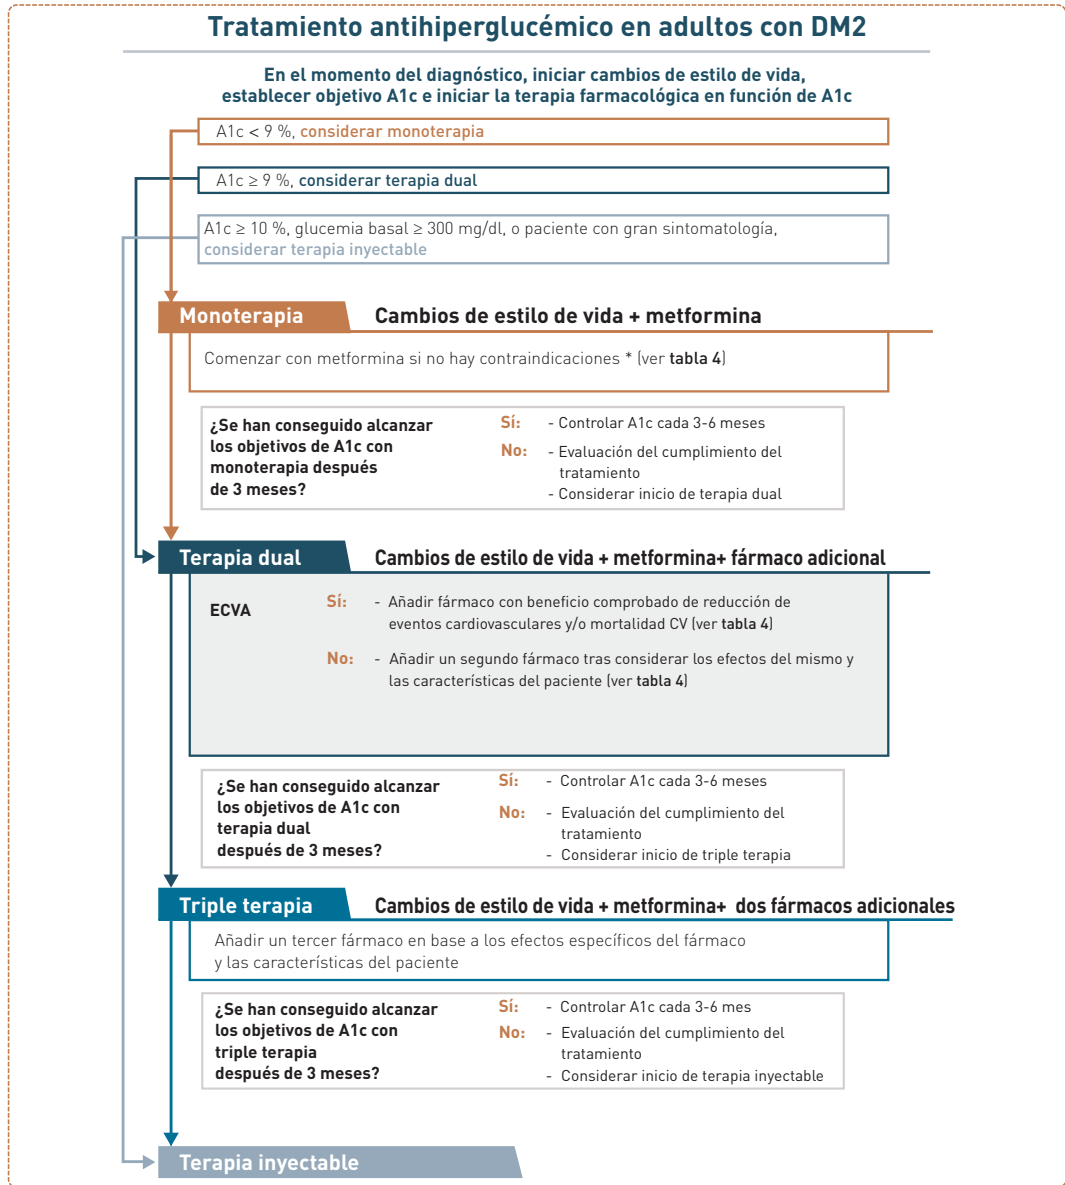 Tratamiento antihiperglucémico en adultos con DM2
En el momento del diagnóstico, iniciar cambios de estilo de vida,
establecer objetivo A1c e iniciar la terapia farmacológica en función de A1c
A1c < 9 %, considerar monoterapia
A1c ≥ 9 %, considerar terapia dual
A1c ≥ 10 %, glucemia basal ≥ 300 mg/dl, o paciente con gran sintomatología,
considerar terapia inyectable
Monoterapia
Cambios de estilo de vida + metformina
Comenzar con metformina si no hay contraindicaciones * (ver tabla 4)
¿Se han conseguido alcanzar
los objetivos de A1c con
monoterapia después
de 3 meses?
Sí: - Controlar A1c cada 3-6 meses
No: - Evaluación del cumplimiento del
tratamiento
- Considerar inicio de terapia dual
Terapia dual
Cambios de estilo de vida + metformina+ fármaco adicional
ECVA
Sí: - Añadir fármaco con beneficio comprobado de reducción de
eventos cardiovasculares y/o mortalidad CV (ver tabla 4)
No: - Añadir un segundo fármaco tras considerar los efectos del mismo y
las características del paciente (ver tabla 4)
¿Se han conseguido alcanzar
los objetivos de A1c con
terapia dual
después de 3 meses?
Sí: - Controlar A1c cada 3-6 meses
No: - Evaluación del cumplimiento del
tratamiento
- Considerar inicio de triple terapia
Triple terapia
Cambios de estilo de vida + metformina+ dos fármacos adicionales
Añadir un tercer fármaco en base a los efectos específicos del fármaco
y las características del paciente
¿Se han conseguido alcanzar
los objetivos de A1c con
triple terapia
después de 3 meses?
Sí: - Controlar A1c cada 3-6 mes
No: - Evaluación del cumplimiento del
tratamiento
- Considerar inicio de terapia inyectable
Terapia inyectable